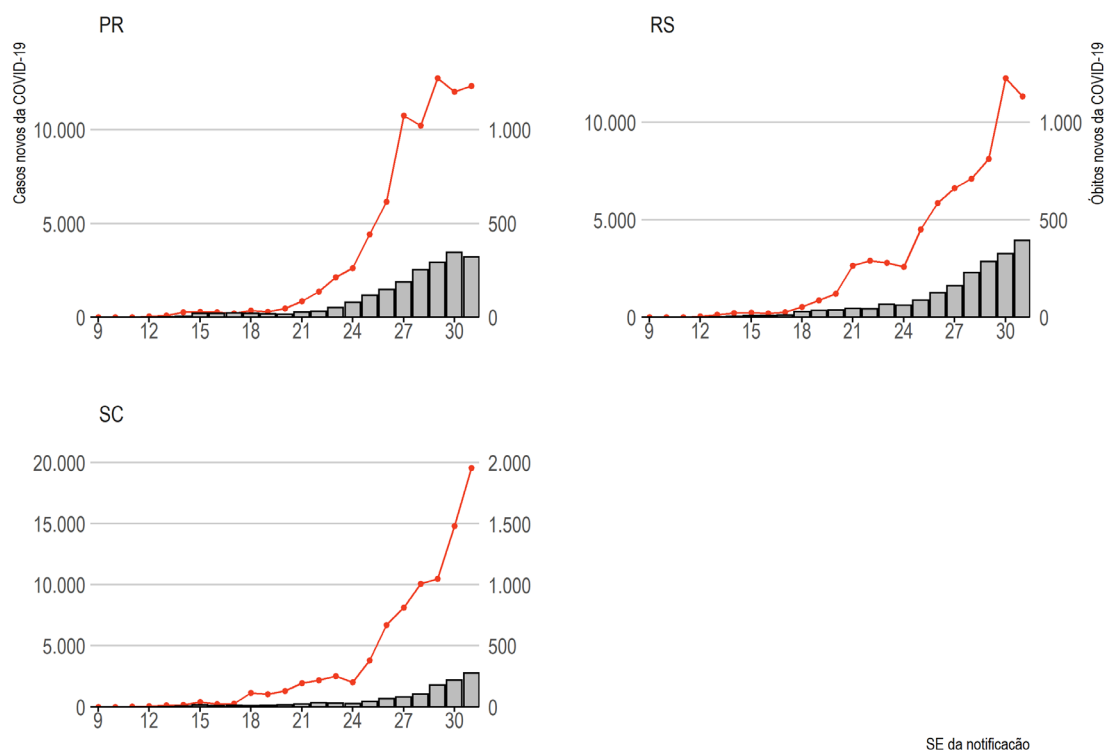 PR
RS
Casos novos da COVID-19
Óbitos novos da COVID-19
10.000
5.000
0
1.000
500
0
9 12 15 18 21 24 27 30
10.000
5.000
0
1.000
500
0
9 12 15 18 21 24 27 30
SC
20.000
15.000
10.000
5.000
0
2.000
1.500
1.000
500
0
9 12 15 18 21 24 27 30
SE da notificacão